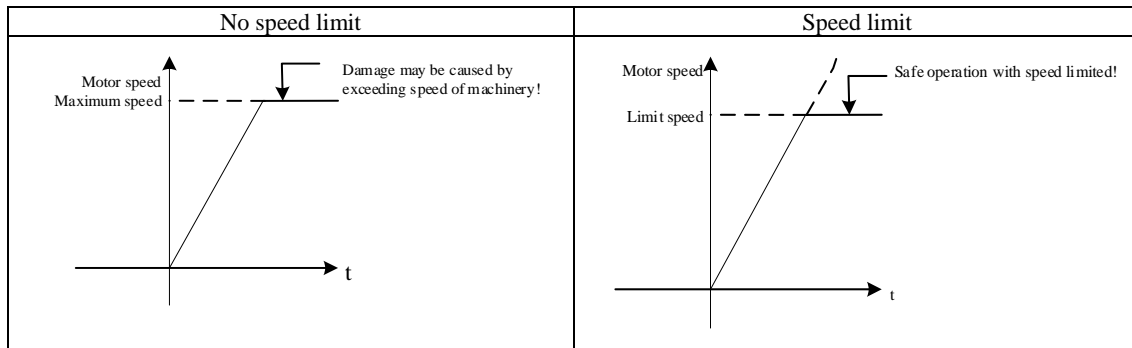 No speed limit
Motor speed
Maximum speed
Damage may be caused by
exceeding speed of machinery!
t
Speed limit
Motor speed
Safe operation with speed limited!
Limit speed
t